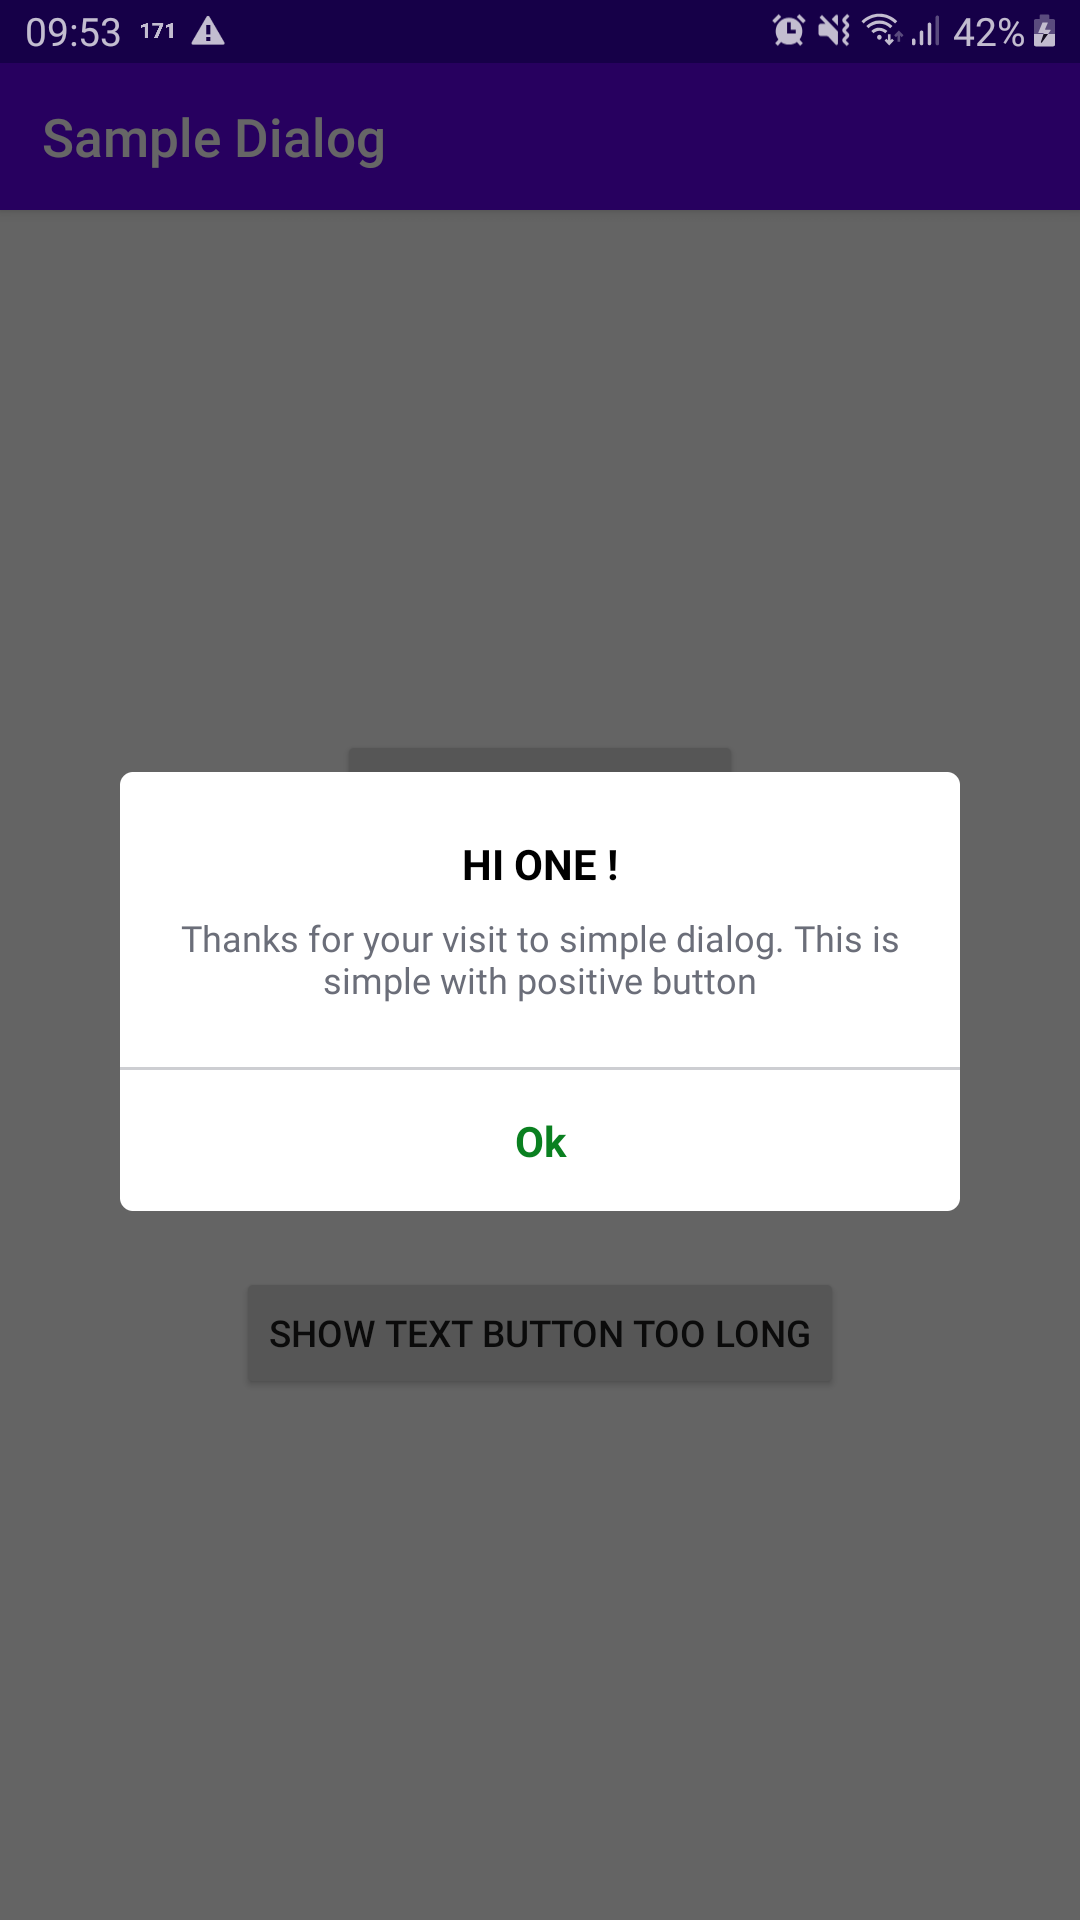 09:53 171 42%
Sample Dialog
HI ONE !
Thanks for your visit to simple dialog. This is
simple with positive button
Ok
SHOW TEXT BUTTON TOO LONG